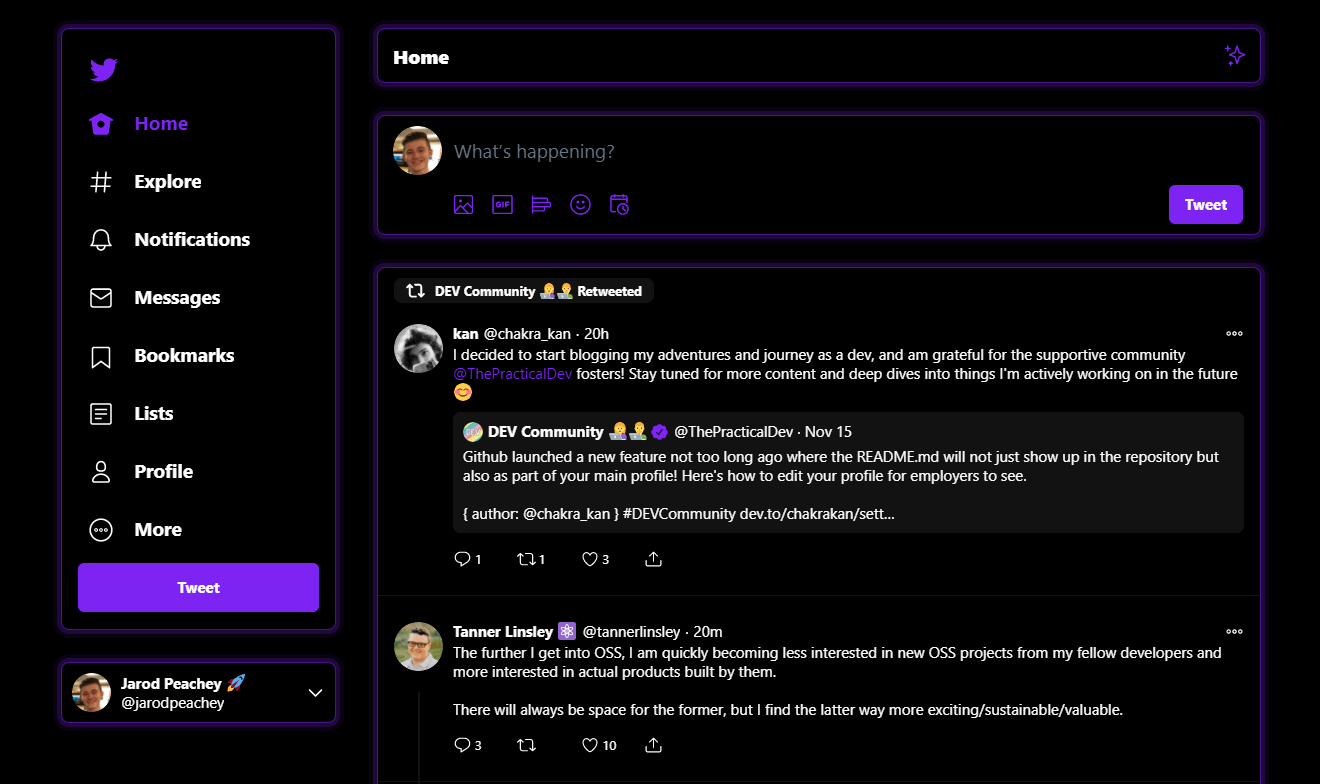 Home
Explore
Notifications
Messages
Bookmarks
Lists
Profile
More
Tweet
Jarod Peachey 🚀
@jarodpeachey
Home
What's happening?
GIF
Tweet
DEV Community 👩‍💻👨‍💻 Retweeted
kan @chakra_kan · 20h
I decided to start blogging my adventures and journey as a dev, and am grateful for the supportive community
@ThePracticalDev fosters! Stay tuned for more content and deep dives into things I'm actively working on in the future
😊
DEV Community 👩‍💻👨‍💻 @ThePracticalDev · Nov 15
Github launched a new feature not too long ago where the README.md will not just show up in the repository but
also as part of your main profile! Here's how to edit your profile for employers to see.
{ author: @chakra_kan } #DEVCommunity dev.to/chakrakan/sett...
1 1 3
Tanner Linsley ⚛️ @tannerlinsley · 20m
The further I get into OSS, I am quickly becoming less interested in new OSS projects from my fellow developers and
more interested in actual products built by them.
There will always be space for the former, but I find the latter way more exciting/sustainable/valuable.
3 10